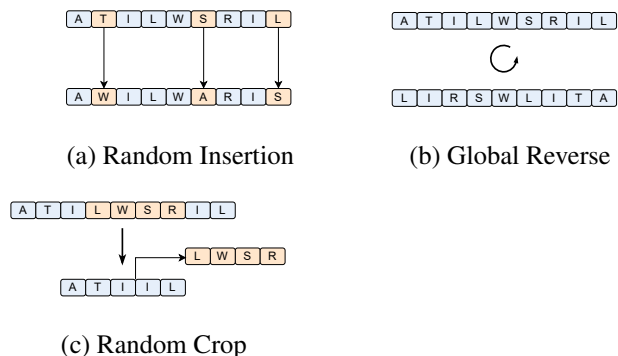 A T I L W S R I L
A W I L W A R I S
(a) Random Insertion
A T I L W S R I L
L I R S W L I T A
(b) Global Reverse
A T I L W S R I L
L W S R
A T I I L
(c) Random Crop